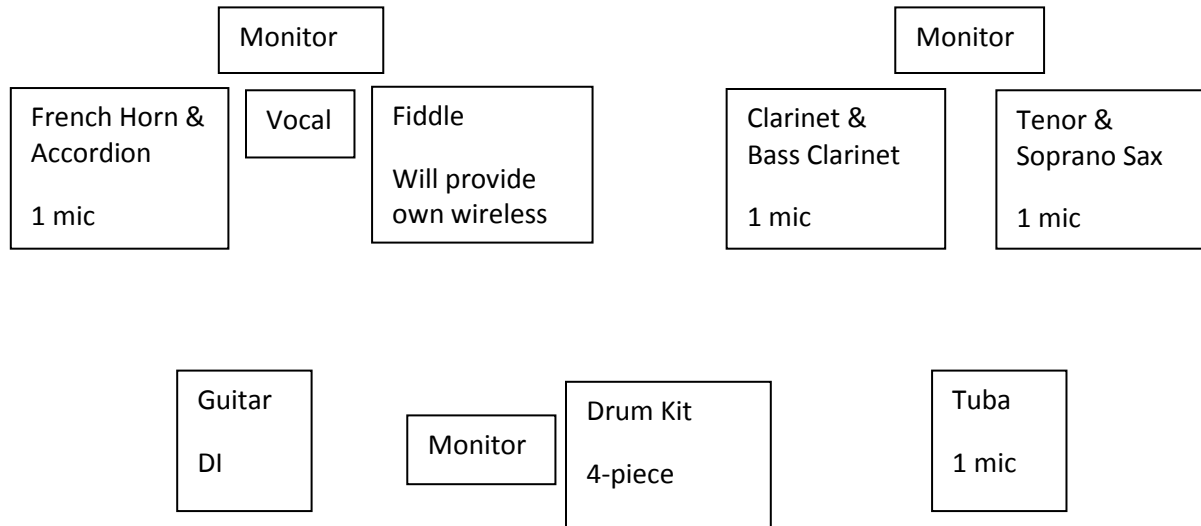 Monitor
Monitor
French Horn &
Accordion
1 mic
Vocal
Fiddle
Will provide
own wireless
Clarinet &
Bass Clarinet
1 mic
Tenor &
Soprano Sax
1 mic
Guitar
DI
Monitor
Drum Kit
4-piece
Tuba
1 mic